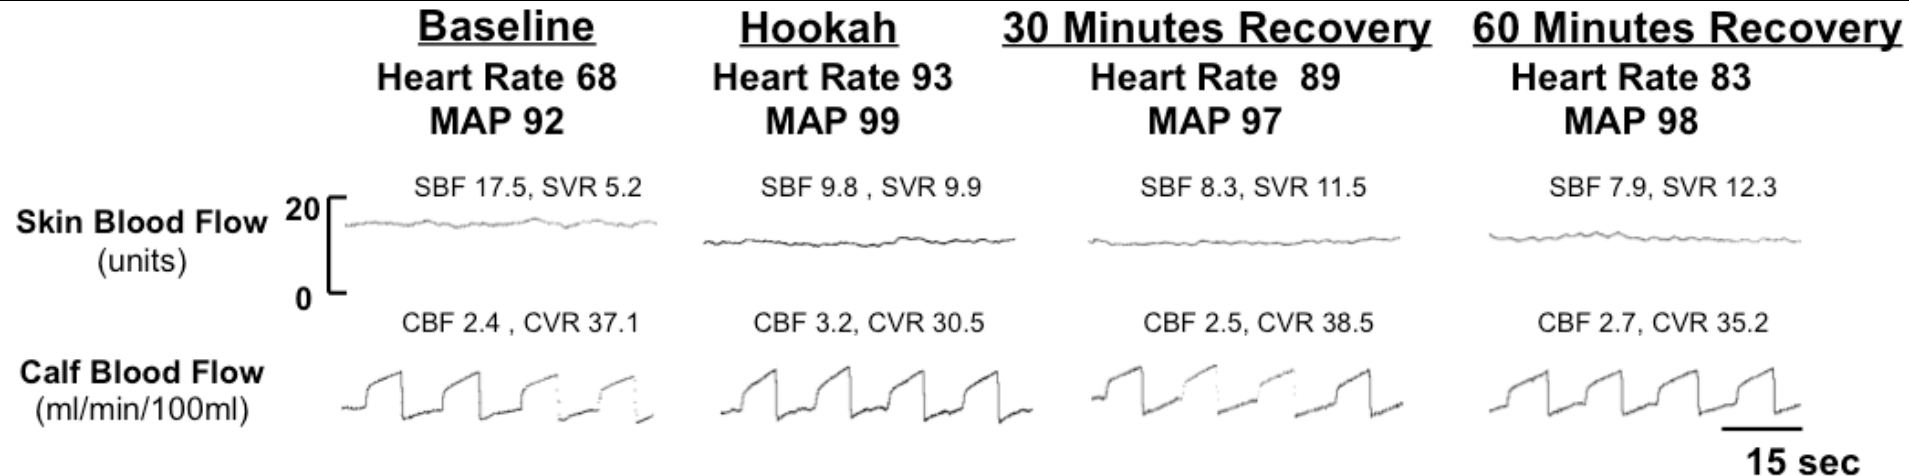 Baseline Hookah 30 Minutes Recovery 60 Minutes Recovery
Heart Rate 68 Heart Rate 93 Heart Rate 89 Heart Rate 83
MAP 92 MAP 99 MAP 97 MAP 98
SBF 17.5, SVR 5.2 SBF 9.8 , SVR 9.9 SBF 8.3, SVR 11.5 SBF 7.9, SVR 12.3
20
Skin Blood Flow
(units)
0
CBF 2.4 , CVR 37.1 CBF 3.2, CVR 30.5 CBF 2.5, CVR 38.5 CBF 2.7, CVR 35.2
Calf Blood Flow
(ml/min/100ml)
15 sec